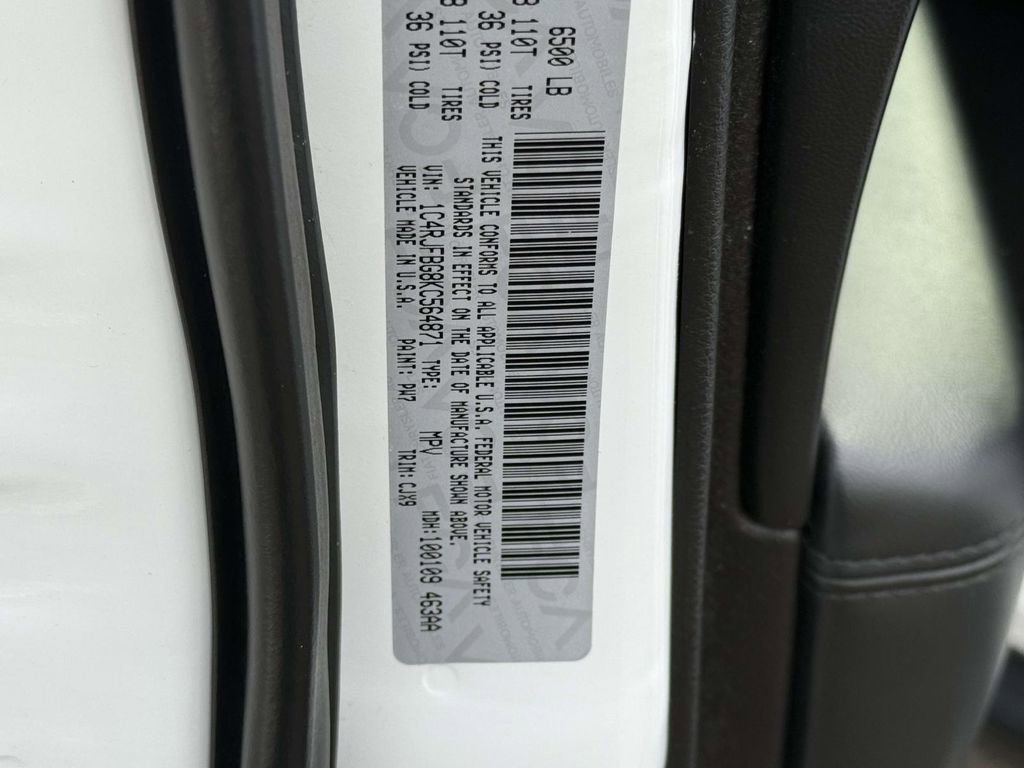 6500 LB
110T TIRES
36 PSI) COLD
110T TIRES
36 PSI) COLD
THIS VEHICLE CONFORMS TO ALL APPLICABLE U.S.A. FEDERAL MOTOR VEHICLE SAFETY
STANDARDS IN EFFECT ON THE DATE OF MANUFACTURE SHOWN ABOVE.
VIN: 1C4RJFBG8KC564871 TYPE: MPV MDH:100109 463AA
VEHICLE MADE IN U.S.A. PAINT: PW7 TRIM:CJX9